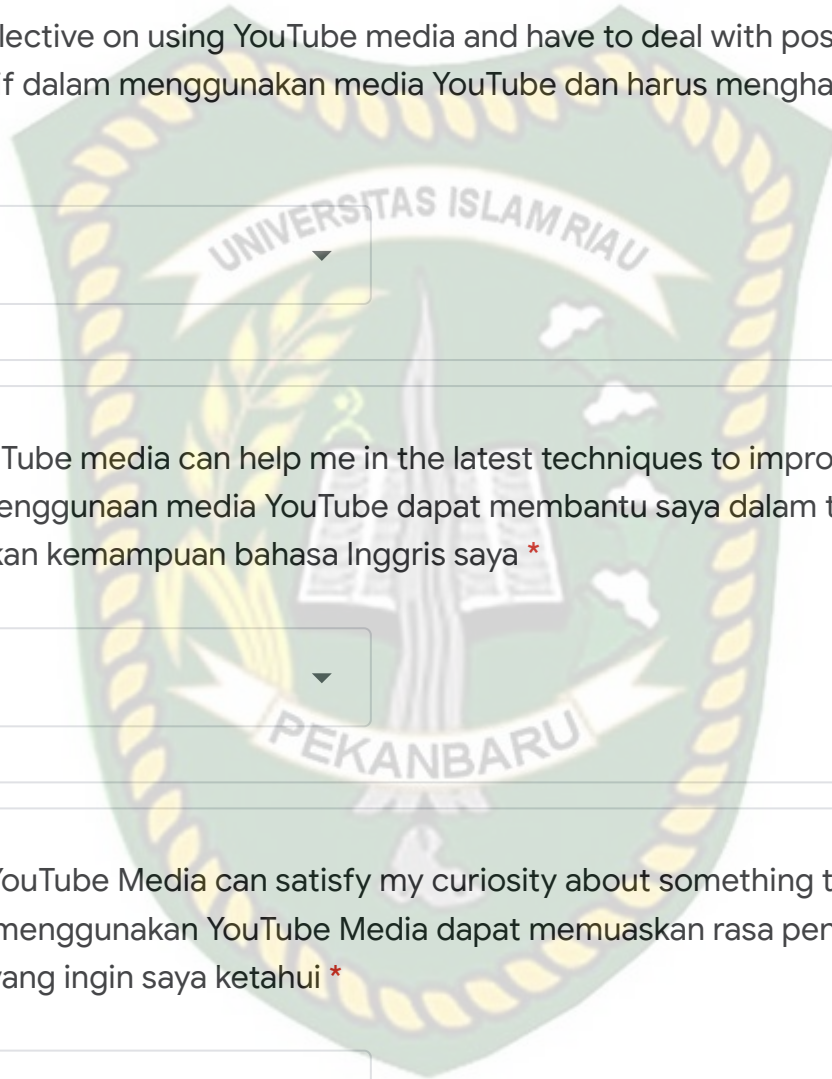 lective on using YouTube media and have to deal with pos
if dalam menggunakan media YouTube dan harus mengha
UNIVERSITAS ISLAM RIAU
Tube media can help me in the latest techniques to impro
enggunaan media YouTube dapat membantu saya dalam t
kan kemampuan bahasa Inggris saya *
PEKANBARU
YouTube Media can satisfy my curiosity about something t
menggunakan YouTube Media dapat memuaskan rasa pen
yang ingin saya ketahui *